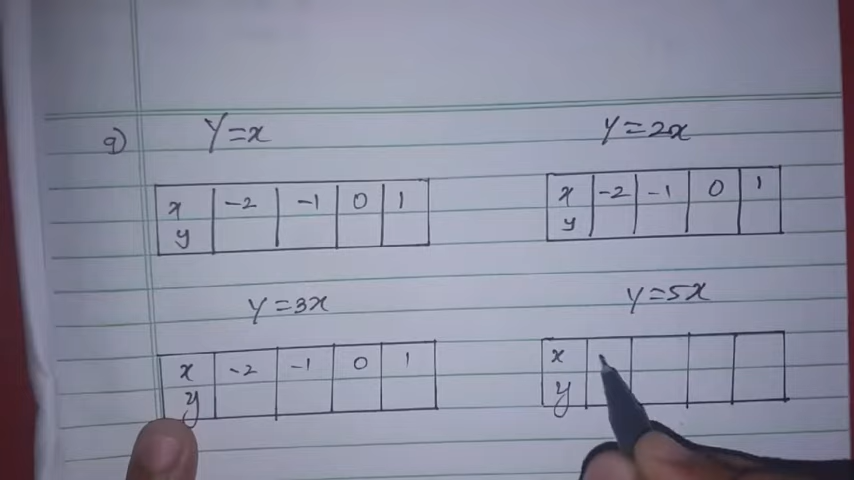 9) Y=x y=2x
x -2 -1 0 1 x -2 -1 0 1
y y
y=3x y=5x
x -2 -1 0 1 x
y y